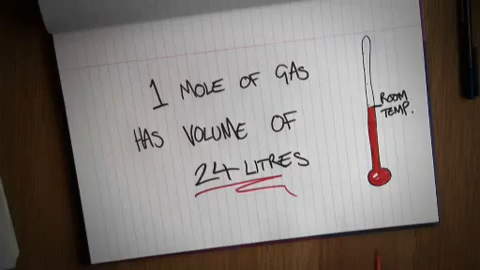 1 MOLE OF GAS
HAS VOLUME OF
24 LITRES
ROOM
TEMP.